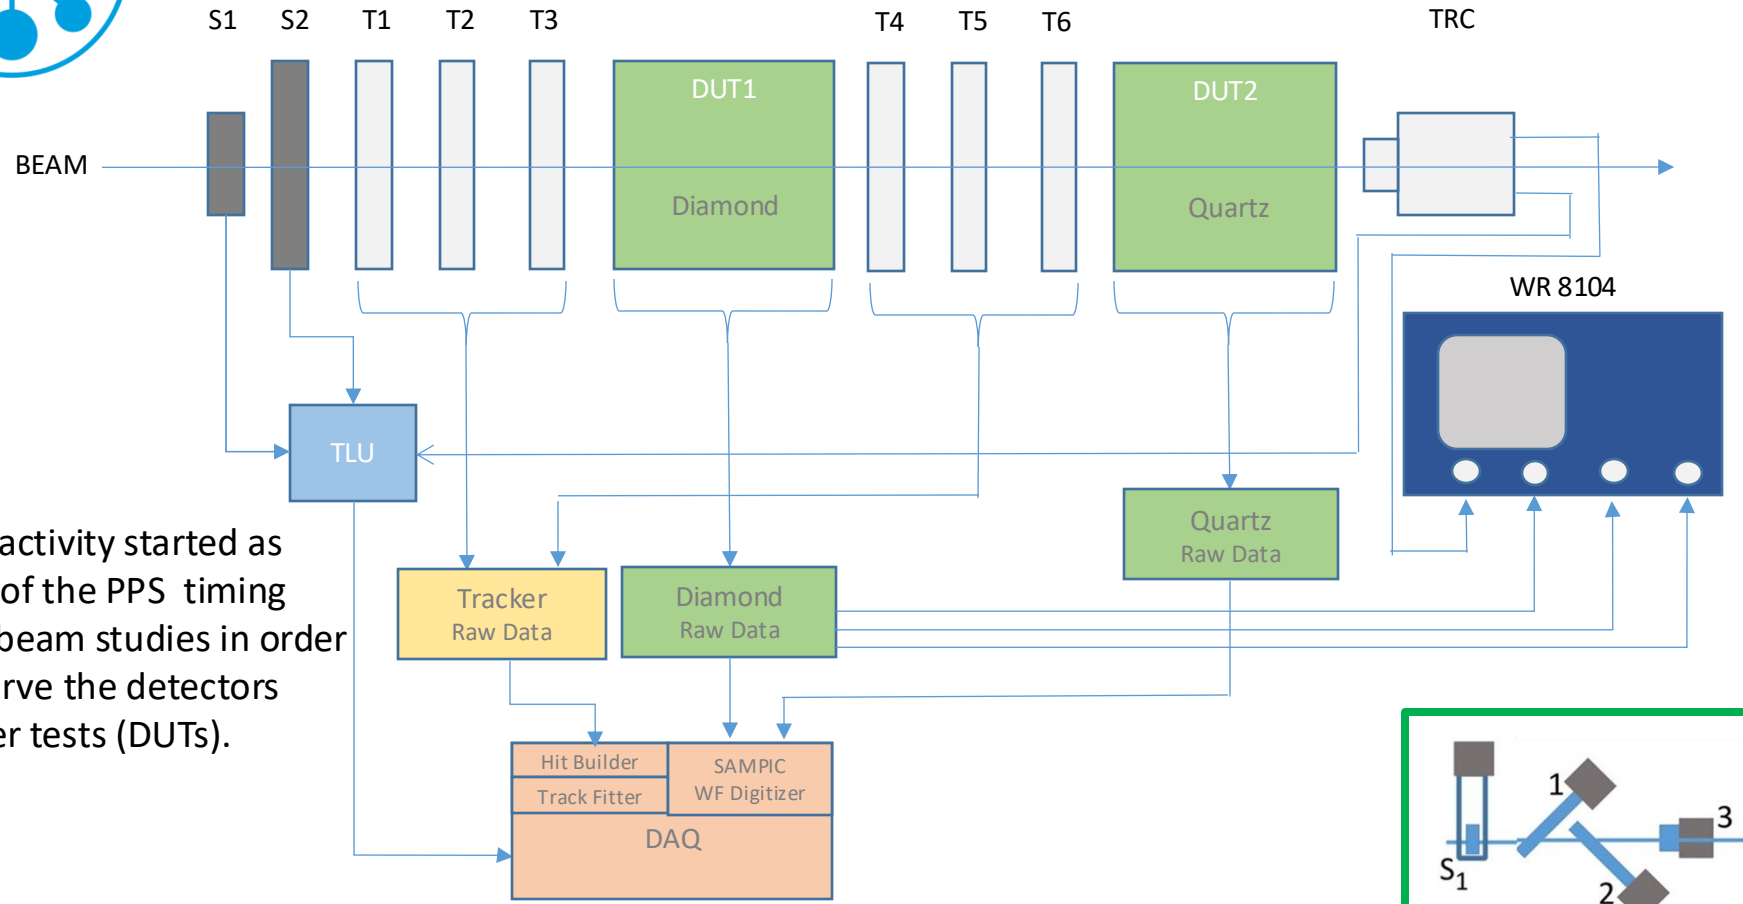 S1 S2 T1 T2 T3 T4 T5 T6 TRC
DUT1
DUT2
BEAM
Diamond
Quartz
WR 8104
TLU
Quartz
Raw Data
activity started as
of the PPS timing
beam studies in order
rve the detectors
er tests (DUTs).
Tracker
Raw Data
Diamond
Raw Data
Hit Builder
Track Fitter
SAMPIC
WF Digitizer
DAQ
1
3
S1
2